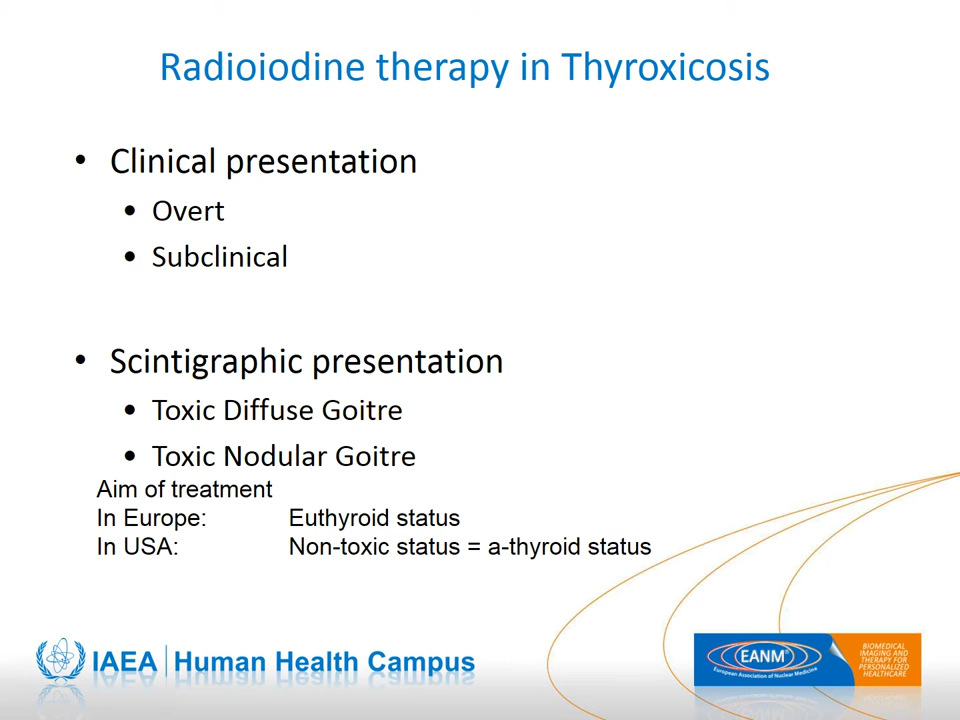 Radioiodine therapy in Thyroxicosis
• Clinical presentation
• Overt
• Subclinical
• Scintigraphic presentation
• Toxic Diffuse Goitre
• Toxic Nodular Goitre
Aim of treatment
In Europe: Euthyroid status
In USA: Non-toxic status = a-thyroid status
IAEA | Human Health Campus
EANM®
European Association of Nuclear Medicine
BIOMEDICAL
IMAGING AND
THERAPY FOR
PERSONALIZED
HEALTHCARE